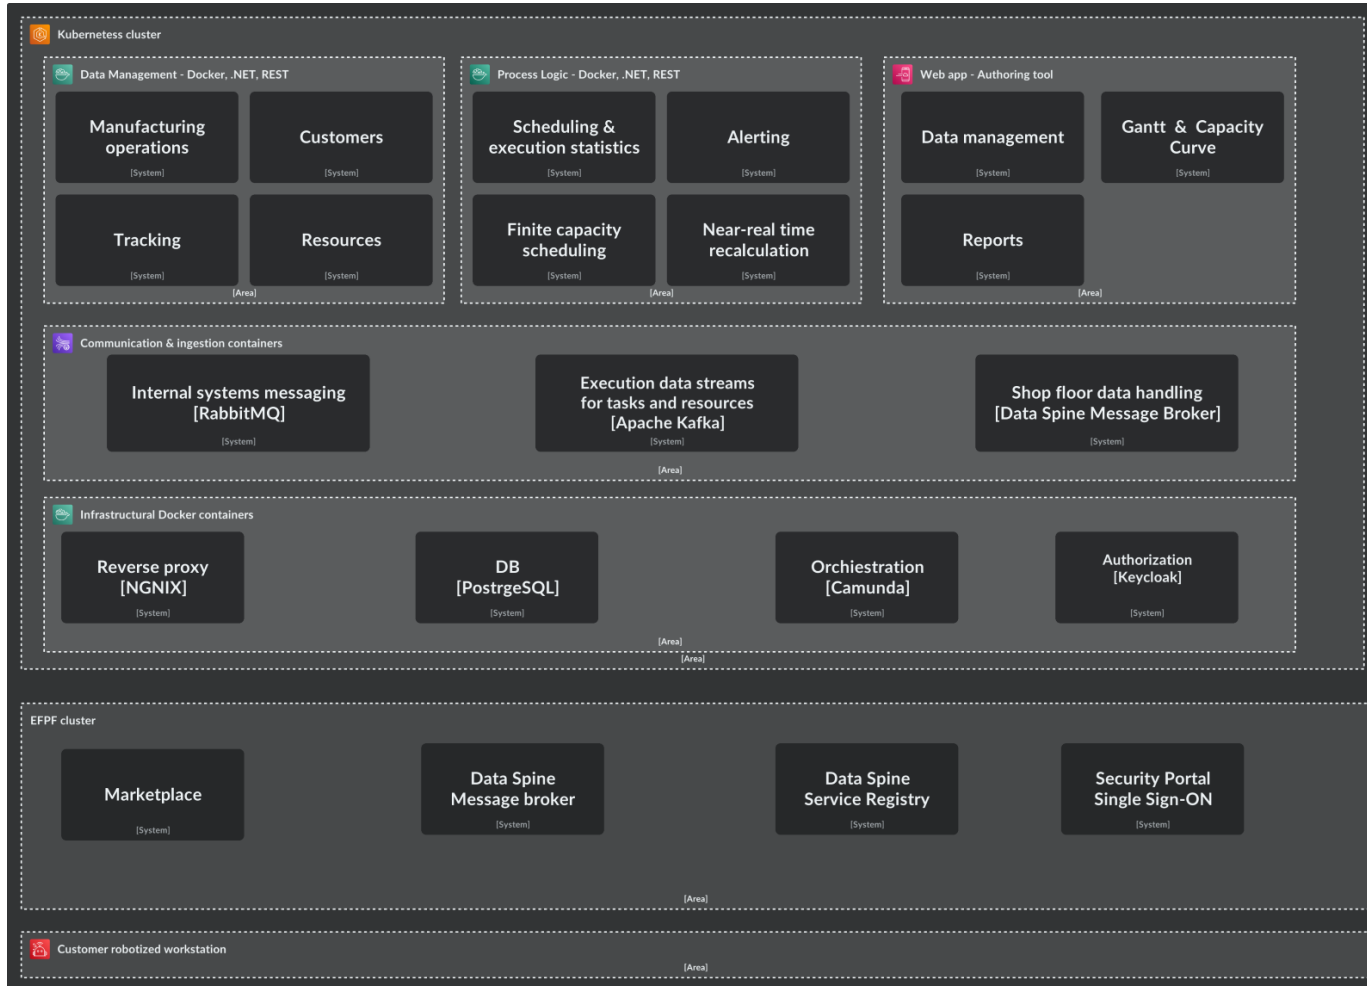 Kubernetess cluster
Data Management - Docker, .NET, REST
Manufacturing
operations
[System]
Customers
[System]
Tracking
[System]
Resources
[System]
[Area]
Process Logic - Docker, .NET, REST
Scheduling &
execution statistics
[System]
Alerting
[System]
Finite capacity
scheduling
[System]
Near-real time
recalculation
[System]
[Area]
Web app - Authoring tool
Data management
[System]
Gantt & Capacity
Curve
[System]
Reports
[System]
[Area]
Communication & ingestion containers
Internal systems messaging
[RabbitMQ]
[System]
Execution data streams
for tasks and resources
[Apache Kafka]
[System]
Shop floor data handling
[Data Spine Message Broker]
[System]
[Area]
Infrastructural Docker containers
Reverse proxy
[NGNIX]
[System]
DB
[PostrgeSQL]
[System]
Orchiestration
[Camunda]
[System]
Authorization
[Keycloak]
[System]
[Area]
[Area]
EFPF cluster
Marketplace
[System]
Data Spine
Message broker
[System]
Data Spine
Service Registry
[System]
Security Portal
Single Sign-ON
[System]
[Area]
Customer robotized workstation
[Area]